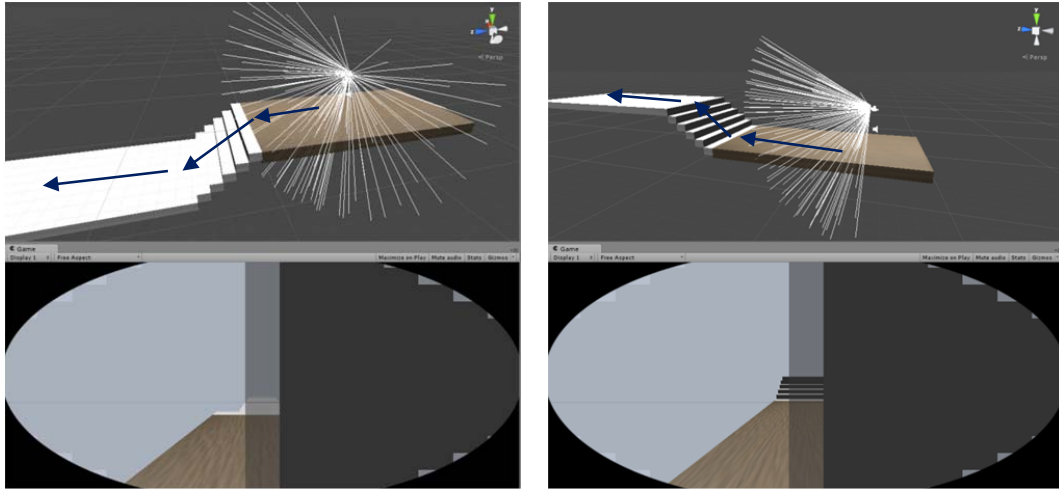 y
x
z
< Persp
Game
Display 1
Free Aspect
Maximize on Play
Mute audio
Stats
Gizmos
y
z
< Persp
Game
Display 1
Free Aspect
Maximize on Play
Mute audio
Stats
Gizmos